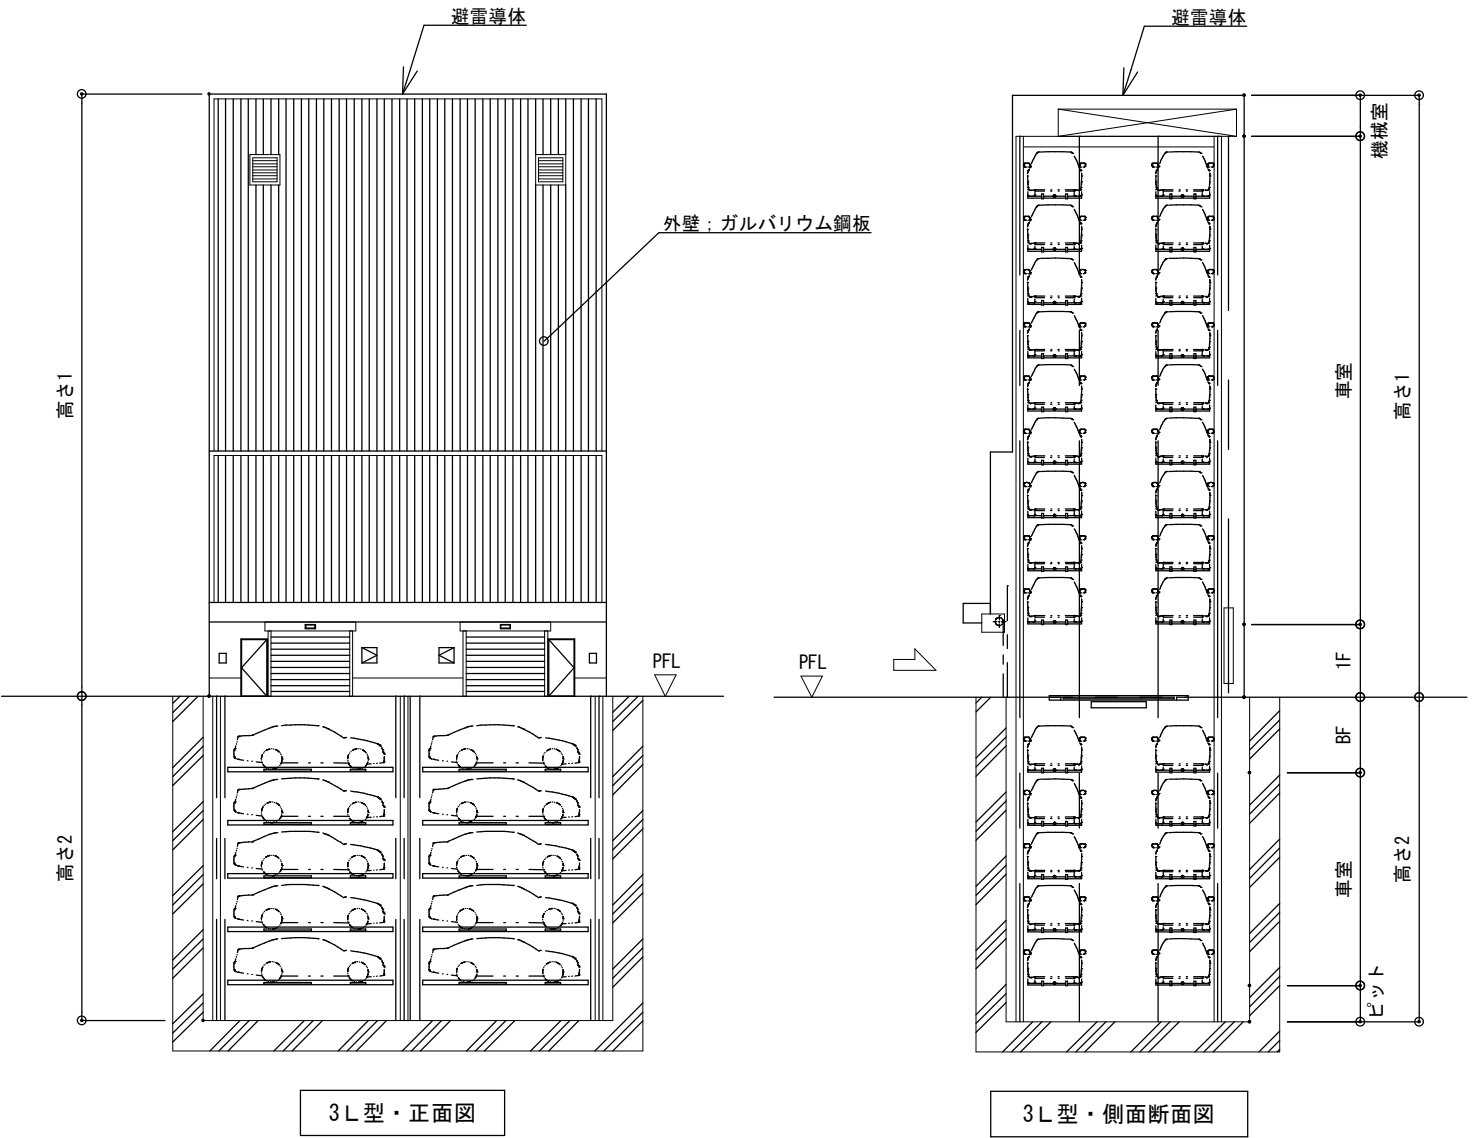 避雷導体
外壁；ガルバリウム鋼板
高さ1
PFL
高さ2
3L型・正面図
避雷導体
機械室
車室
高さ1
1F
PFL
BF
車室
高さ2
ピット
3L型・側面断面図